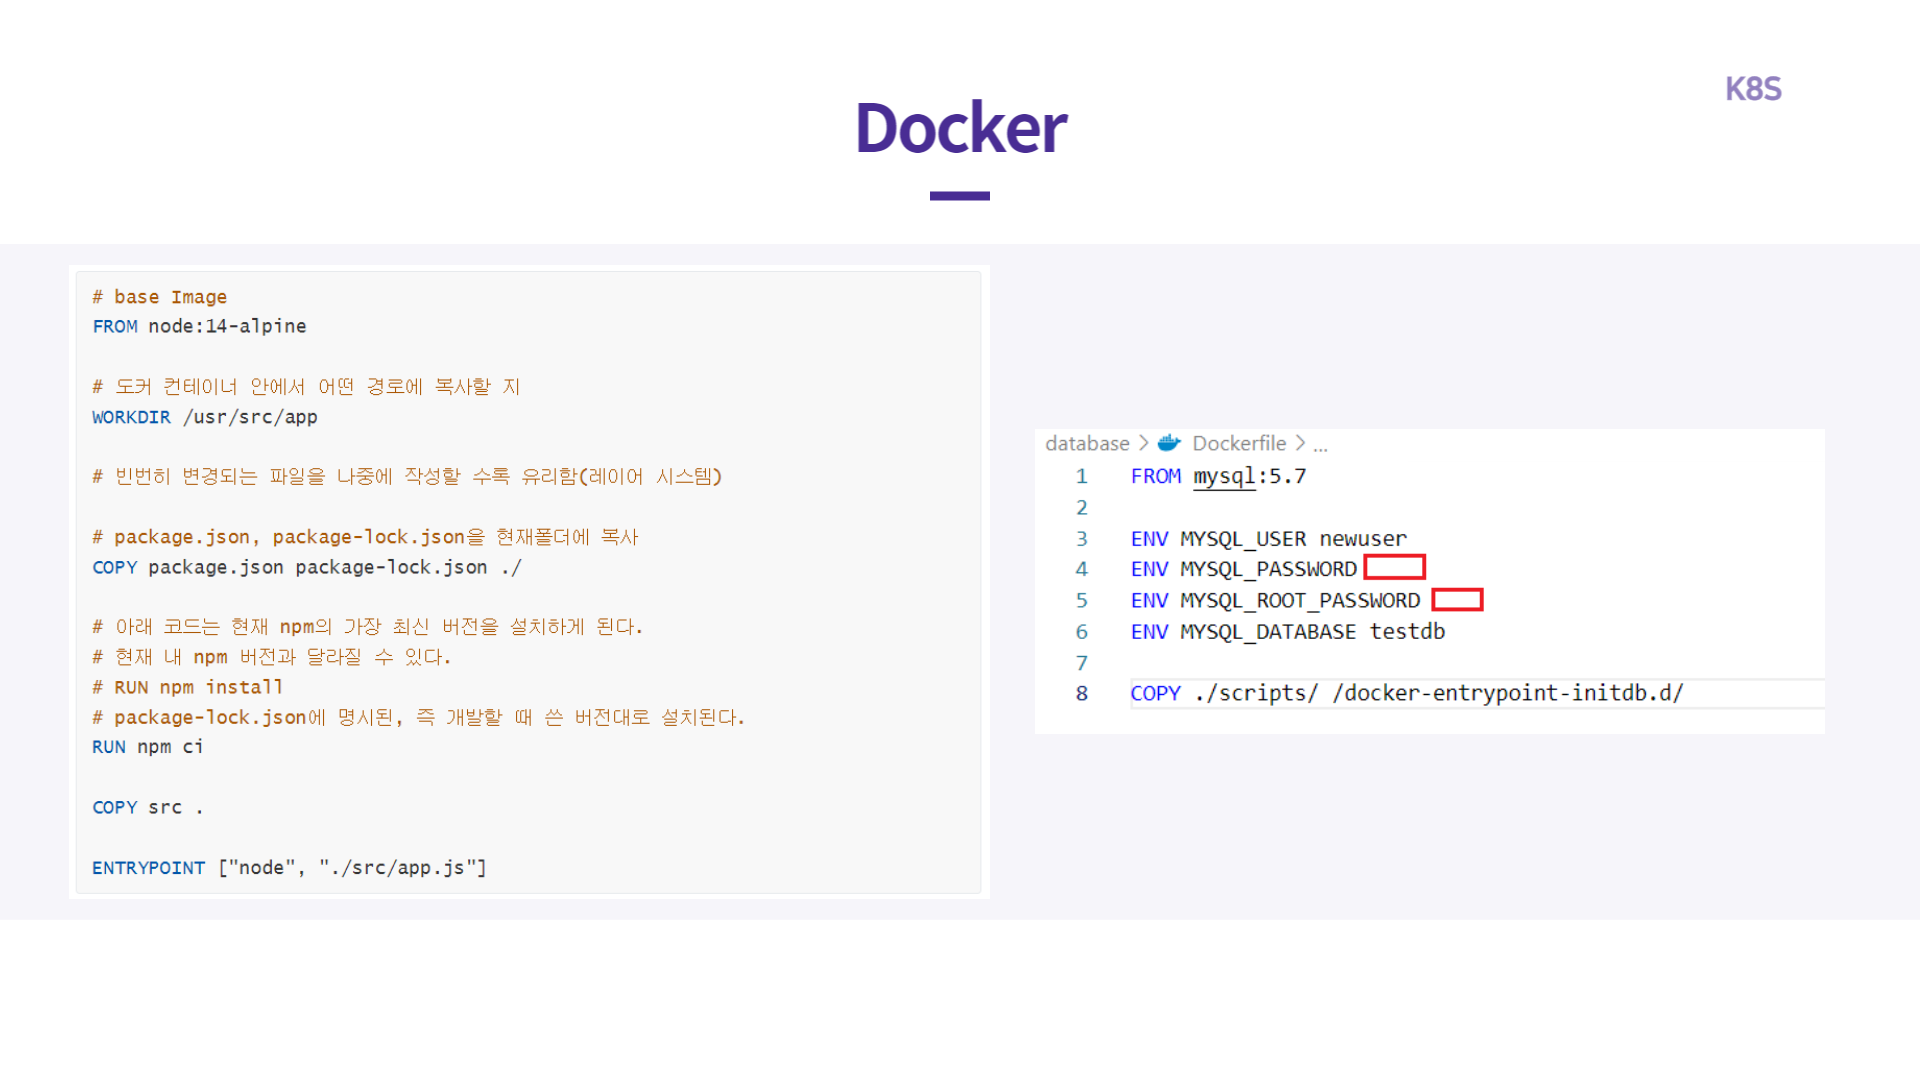 K8S
Docker
# base Image
FROM node:14-alpine
# 도커 컨테이너 안에서 어떤 경로에 복사할 지
WORKDIR /usr/src/app
# 빈번히 변경되는 파일을 나중에 작성할 수록 유리함(레이어 시스템)
# package.json, package-lock.json을 현재폴더에 복사
COPY package.json package-lock.json ./
# 아래 코드는 현재 npm의 가장 최신 버전을 설치하게 된다.
# 현재 내 npm 버전과 달라질 수 있다.
# RUN npm install
# package-lock.json에 명시된, 즉 개발할 때 쓴 버전대로 설치된다.
RUN npm ci
COPY src .
ENTRYPOINT ["node", "./src/app.js"]
database > Dockerfile > ...
1 FROM mysql:5.7
2
3 ENV MYSQL_USER newuser
4 ENV MYSQL_PASSWORD
5 ENV MYSQL_ROOT_PASSWORD
6 ENV MYSQL_DATABASE testdb
7
8 COPY ./scripts/ /docker-entrypoint-initdb.d/